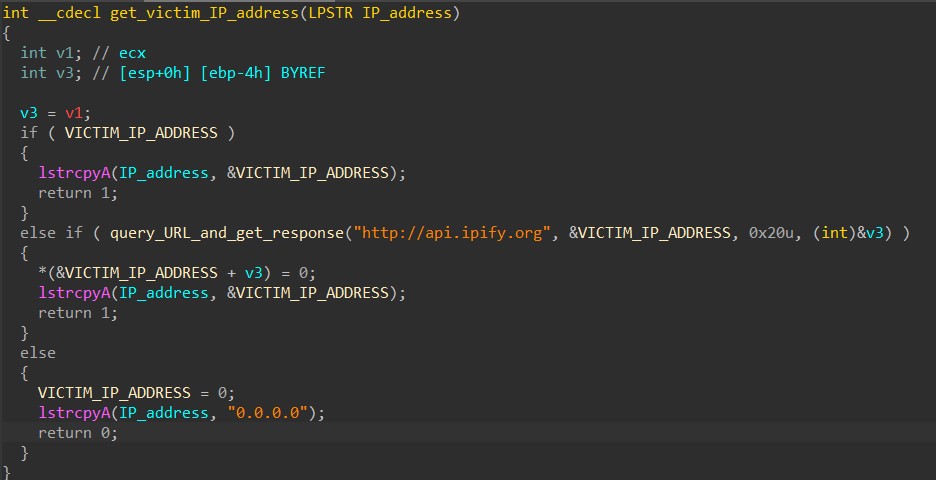 int __cdecl get_victim_IP_address(LPSTR IP_address)
{
  int v1; // ecx
  int v3; // [esp+0h] [ebp-4h] BYREF

  v3 = v1;
  if ( VICTIM_IP_ADDRESS )
  {
    lstrcpyA(IP_address, &VICTIM_IP_ADDRESS);
    return 1;
  }
  else if ( query_URL_and_get_response("http://api.ipify.org", &VICTIM_IP_ADDRESS, 0x20u, (int)&v3) )
  {
    *(&VICTIM_IP_ADDRESS + v3) = 0;
    lstrcpyA(IP_address, &VICTIM_IP_ADDRESS);
    return 1;
  }
  else
  {
    VICTIM_IP_ADDRESS = 0;
    lstrcpyA(IP_address, "0.0.0.0");
    return 0;
  }
}